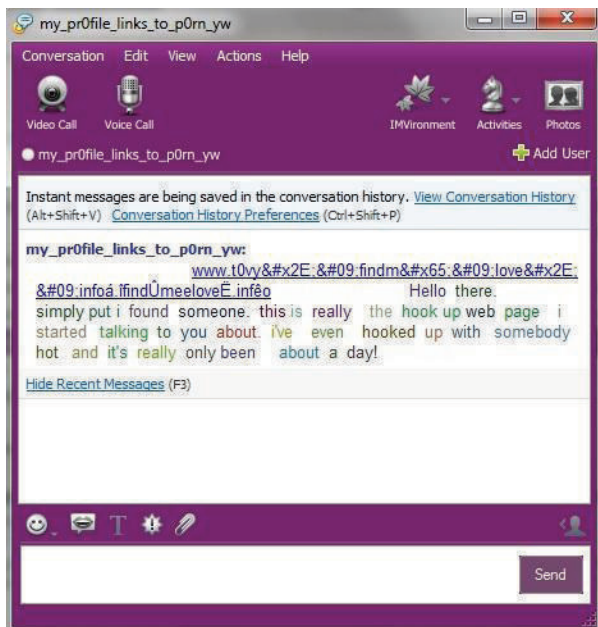 my_pr0file_links_to_p0rn_yw
Conversation Edit View Actions Help
Video Call Voice Call IMVironment Activities Photos
my_pr0file_links_to_p0rn_yw Add User
Instant messages are being saved in the conversation history. View Conversation History
(Alt+Shift+V) Conversation History Preferences (Ctrl+Shift+P)
my_pr0file_links_to_p0rn_yw:
www.t0vy&#x2E;&#09;findm&#x65;&#09;love&#x2E;
&#09;infoá.îfindÛmeeloveË.infêo Hello there.
simply put i found someone. this is really the hook up web page i
started talking to you about. i've even hooked up with somebody
hot and it's really only been about a day!
Hide Recent Messages (F3)
T
Send